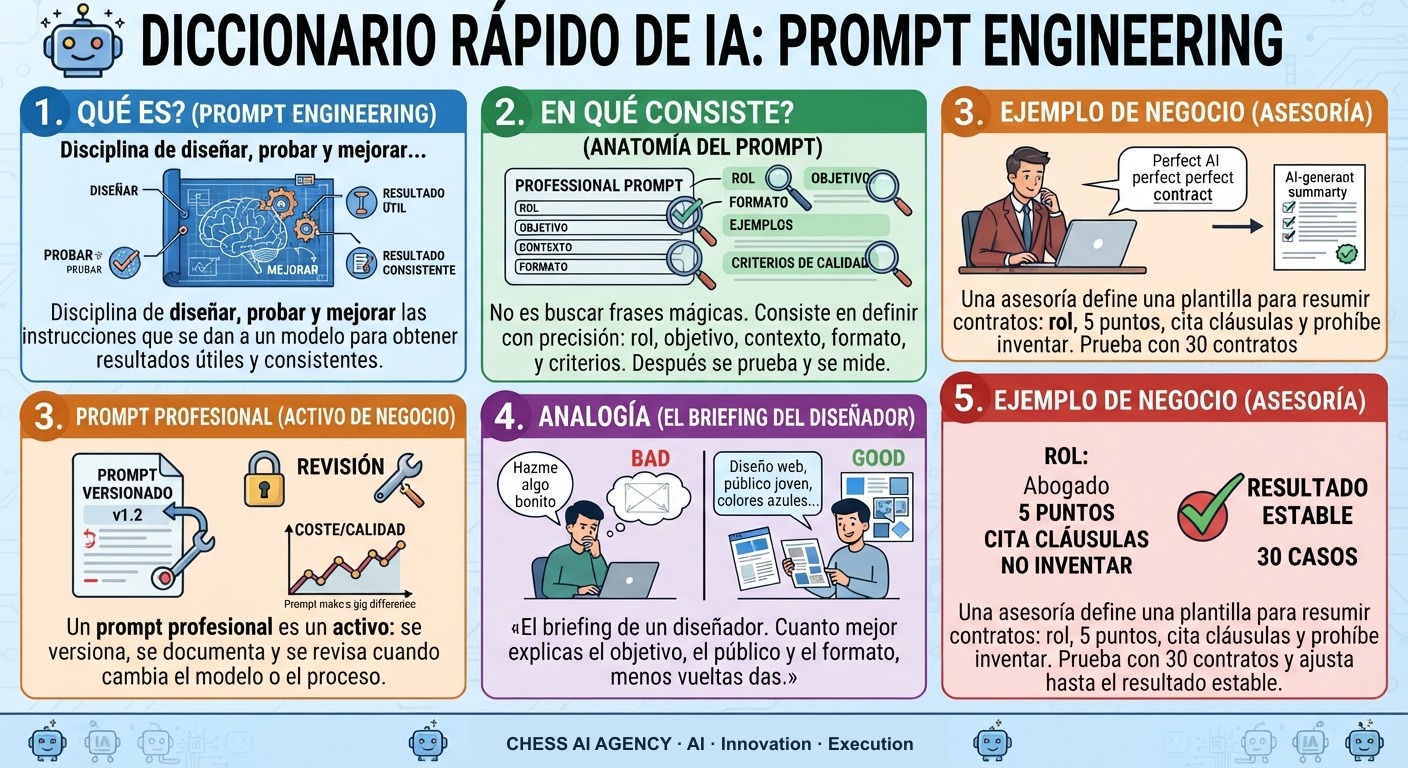 DICCIONARIO RÁPIDO DE IA: PROMPT ENGINEERING
1. QUÉ ES? (PROMPT ENGINEERING)
Disciplina de diseñar, probar y mejorar...
DISEÑAR
PROBAR
PRUBAR
MEJORAR
RESULTADO
ÚTIL
RESULTADO
CONSISTENTE
Disciplina de diseñar, probar y mejorar las
instrucciones que se dan a un modelo para obtener
resultados útiles y consistentes.
2. EN QUÉ CONSISTE?
(ANATOMÍA DEL PROMPT)
PROFESSIONAL PROMPT
ROL
OBJETIVO
CONTEXTO
FORMATO
ROL
OBJETIVO
FORMATO
EJEMPLOS
CRITERIOS DE CALIDAD
No es buscar frases mágicas. Consiste en definir
con precisión: rol, objetivo, contexto, formato,
y criterios. Después se prueba y se mide.
3. EJEMPLO DE NEGOCIO (ASESORÍA)
Perfect AI
perfect perfect
contract
AI-generant
summarty
Una asesoría define una plantilla para resumir
contratos: rol, 5 puntos, cita cláusulas y prohíbe
inventar. Prueba con 30 contratos
3. PROMPT PROFESIONAL (ACTIVO DE NEGOCIO)
PROMPT
VERSIONADO
v1.2
REVISIÓN
COSTE/CALIDAD
Prompt makes gig difference
Un prompt profesional es un activo: se
versiona, se documenta y se revisa cuando
cambia el modelo o el proceso.
4. ANALOGÍA (EL BRIEFING DEL DISEÑADOR)
Hazme
algo
bonito
BAD
Diseño web,
público joven,
colores azules...
GOOD
«El briefing de un diseñador. Cuanto mejor
explicas el objetivo, el público y el formato,
menos vueltas das.»
5. EJEMPLO DE NEGOCIO (ASESORÍA)
ROL:
Abogado
5 PUNTOS
CITA CLÁUSULAS
NO INVENTAR
RESULTADO
ESTABLE
30 CASOS
Una asesoría define una plantilla para resumir
contratos: rol, 5 puntos, cita cláusulas y prohíbe
inventar. Prueba con 30 contratos y ajusta
hasta el resultado estable.
IA
CHESS AI AGENCY · AI · Innovation · Execution
IA